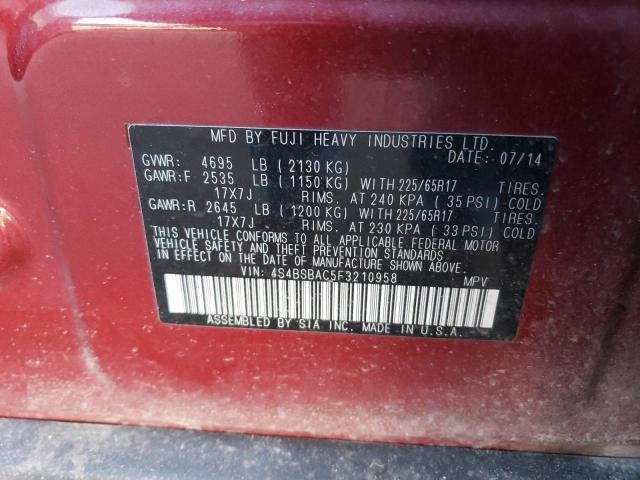 MFD BY FUJI HEAVY INDUSTRIES LTD.
DATE: 07/14
GVWR: 4695 LB ( 2130 KG)
GAWR:F 2535 LB ( 1150 KG) WITH 225/65R17 TIRES.
17X7J RIMS. AT 240 KPA ( 35 PSI) COLD
GAWR:R 2645 LB ( 1200 KG) WITH 225/65R17 TIRES.
17X7J RIMS. AT 230 KPA ( 33 PSI) COLD
THIS VEHICLE CONFORMS TO ALL APPLICABLE FEDERAL MOTOR
VEHICLE SAFETY AND THEFT PREVENTION STANDARDS IN
EFFECT ON THE DATE OF MANUFACTURE SHOWN ABOVE.
VIN: 4S4BSBAC5F3210958 MPV
ASSEMBLED BY SIA INC. MADE IN U.S.A.